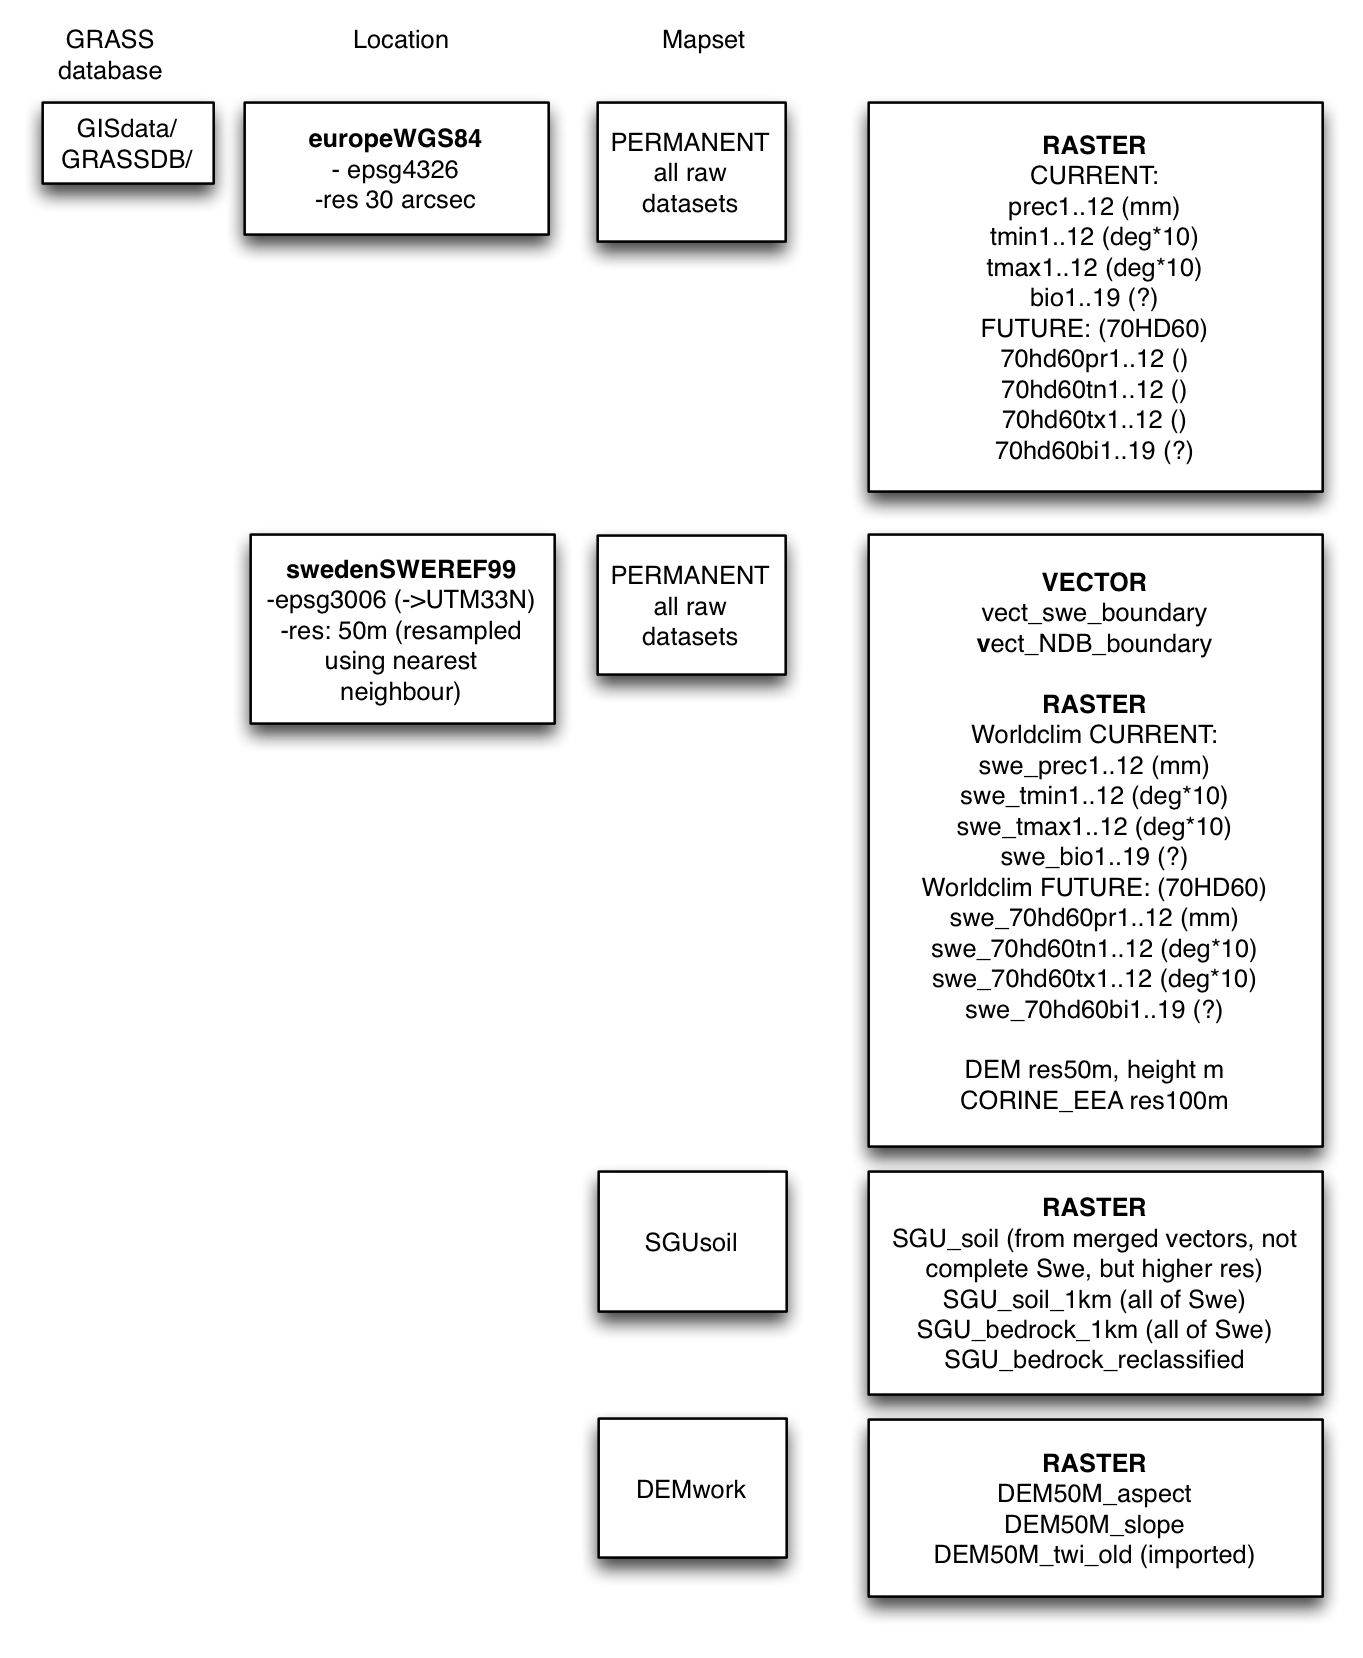 GRASS
database
Location
Mapset
GISdata/
GRASSDB/
europeWGS84
- epsg4326
-res 30 arcsec
PERMANENT
all raw
datasets
RASTER
CURRENT:
prec1..12 (mm)
tmin1..12 (deg*10)
tmax1..12 (deg*10)
bio1..19 (?)
FUTURE: (70HD60)
70hd60pr1..12 ()
70hd60tn1..12 ()
70hd60tx1..12 ()
70hd60bi1..19 (?)
swedenSWEREF99
-epsg3006 (->UTM33N)
-res: 50m (resampled
using nearest
neighbour)
PERMANENT
all raw
datasets
VECTOR
vect_swe_boundary
vect_NDB_boundary
RASTER
Worldclim CURRENT:
swe_prec1..12 (mm)
swe_tmin1..12 (deg*10)
swe_tmax1..12 (deg*10)
swe_bio1..19 (?)
Worldclim FUTURE: (70HD60)
swe_70hd60pr1..12 (mm)
swe_70hd60tn1..12 (deg*10)
swe_70hd60tx1..12 (deg*10)
swe_70hd60bi1..19 (?)
DEM res50m, height m
CORINE_EEA res100m
SGUsoil
RASTER
SGU_soil (from merged vectors, not
complete Swe, but higher res)
SGU_soil_1km (all of Swe)
SGU_bedrock_1km (all of Swe)
SGU_bedrock_reclassified
DEMwork
RASTER
DEM50M_aspect
DEM50M_slope
DEM50M_twi_old (imported)